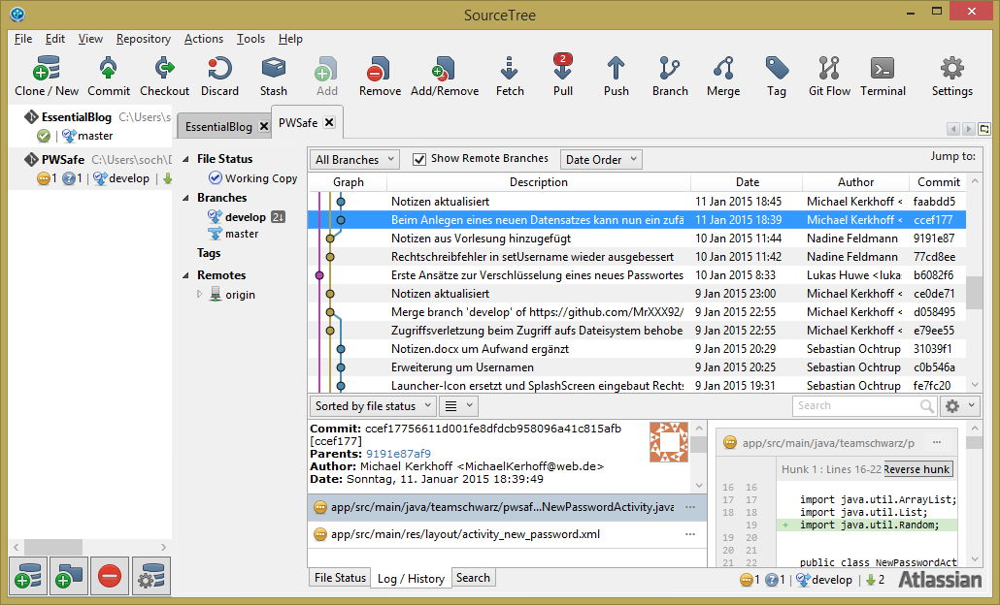 SourceTree
File Edit View Repository Actions Tools Help
Clone / New Commit Checkout Discard Stash Add Remove Add/Remove Fetch 2 Pull Push Branch Merge Tag Git Flow Terminal Settings
EssentialBlog C:\Users\s
master
PWSafe C:\Users\soch\D
1 1 develop
EssentialBlog PWSafe
File Status
Working Copy
Branches
develop 2
master
Tags
Remotes
origin
All Branches Show Remote Branches Date Order Jump to:
Graph Description Date Author Commit
Notizen aktualisiert 11 Jan 2015 18:45 Michael Kerkhoff < faabdd5
Beim Anlegen eines neuen Datensatzes kann nun ein zufä 11 Jan 2015 18:39 Michael Kerkhoff < ccef177
Notizen aus Vorlesung hinzugefügt 10 Jan 2015 11:44 Nadine Feldmann 9191e87
Rechtschreibfehler in setUsername wieder ausgebessert 10 Jan 2015 11:42 Nadine Feldmann 77cd8ee
Erste Ansätze zur Verschlüsselung eines neues Passwortes 10 Jan 2015 8:33 Lukas Huwe <luka b6082f6
Notizen aktualisiert 9 Jan 2015 23:00 Michael Kerkhoff < ce0de71
Merge branch 'develop' of https://github.com/MrXXX92/ 9 Jan 2015 22:55 Michael Kerkhoff < d058495
Zugriffsverletzung beim Zugriff aufs Dateisystem behobe 9 Jan 2015 22:55 Michael Kerkhoff < e79ee55
Notizen.docx um Aufwand ergänzt 9 Jan 2015 20:29 Sebastian Ochtrup 31039f1
Erweiterung um Usernamen 9 Jan 2015 20:25 Sebastian Ochtrup c0b546a
Launcher-Icon ersetzt und SplashScreen eingebaut Rechts 9 Jan 2015 19:31 Sebastian Ochtrup fe7fc20
Sorted by file status Search
Commit: ccef17756611d001fe8dfdcb958096a41c815afb
[ccef177]
Parents: 9191e87af9
Author: Michael Kerkhoff <MichaelKerhoff@web.de>
Date: Sonntag, 11. Januar 2015 18:39:49
app/src/main/java/teamschwarz/pwsaf...NewPasswordActivity.java ...
app/src/main/res/layout/activity_new_password.xml ...
app/src/main/java/teamschwarz/p ...
Hunk 1 : Lines 16-22 Reverse hunk
16 16
17 17 import java.util.ArrayList;
18 18 import java.util.List;
19 + import java.util.Random;
19 20
20 21
21 22 public class NewPasswordAct
File Status Log / History Search
1 1 develop 2 Atlassian